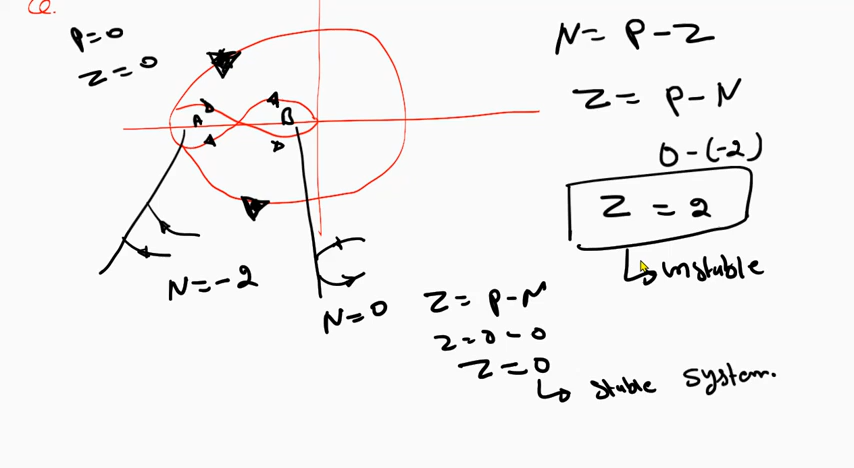 Q.
P=0
Z=0
A
B
N=-2
N=0
N= P-Z
Z= P-N
0-(-2)
Z = 2
unstable
Z= P-N
Z=0-0
Z=0
stable system.